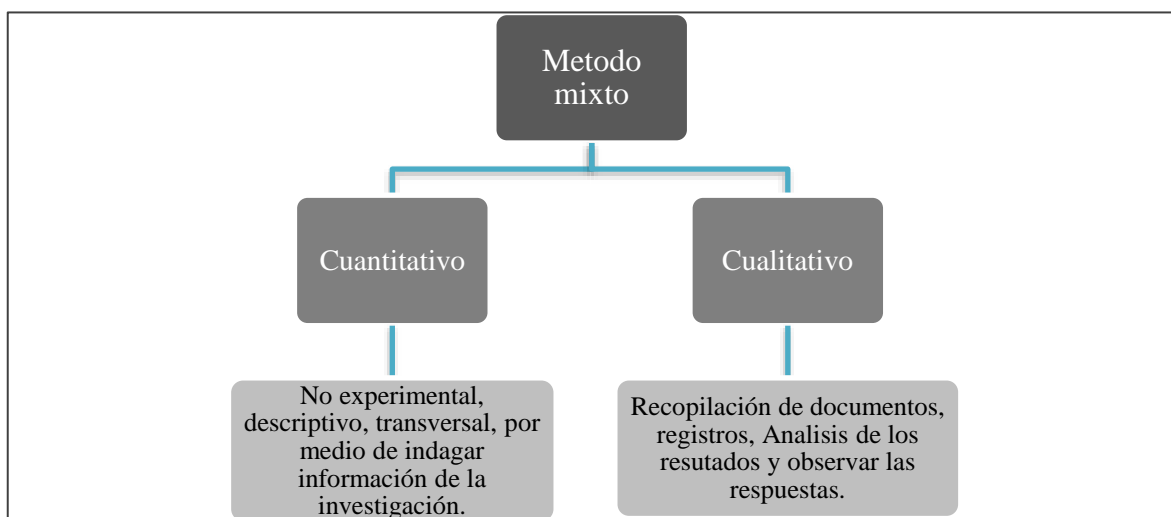 Metodo
mixto
Cuantitativo
Cualitativo
No experimental,
descriptivo, transversal, por
medio de indagar
información de la
investigación.
Recopilación de documentos,
registros, Analisis de los
resutados y observar las
respuestas.